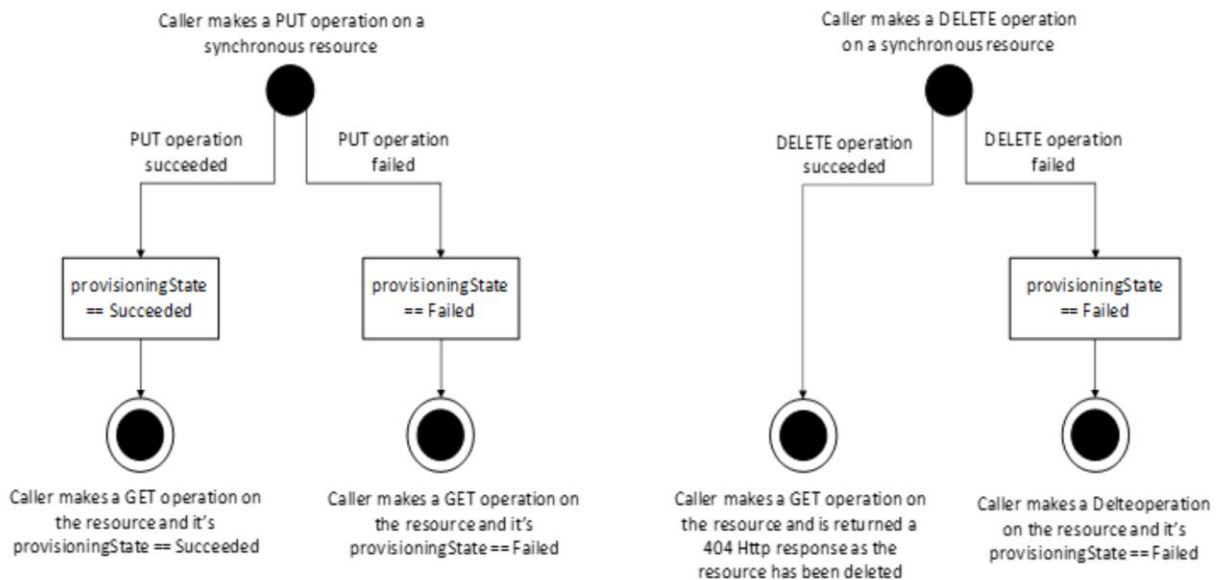 Caller makes a PUT operation on a
synchronous resource
PUT operation
succeeded
PUT operation
failed
provisioningState
== Succeeded
provisioningState
== Failed
Caller makes a GET operation on
the resource and it's
provisioningState == Succeeded
Caller makes a GET operation on
the resource and it's
provisioningState == Failed
Caller makes a DELETE operation
on a synchronous resource
DELETE operation
succeeded
DELETE operation
failed
provisioningState
== Failed
Caller makes a GET operation on
the resource and is returned a
404 Http response as the
resource has been deleted
Caller makes a Delteoperation
on the resource and it's
provisioningState == Failed